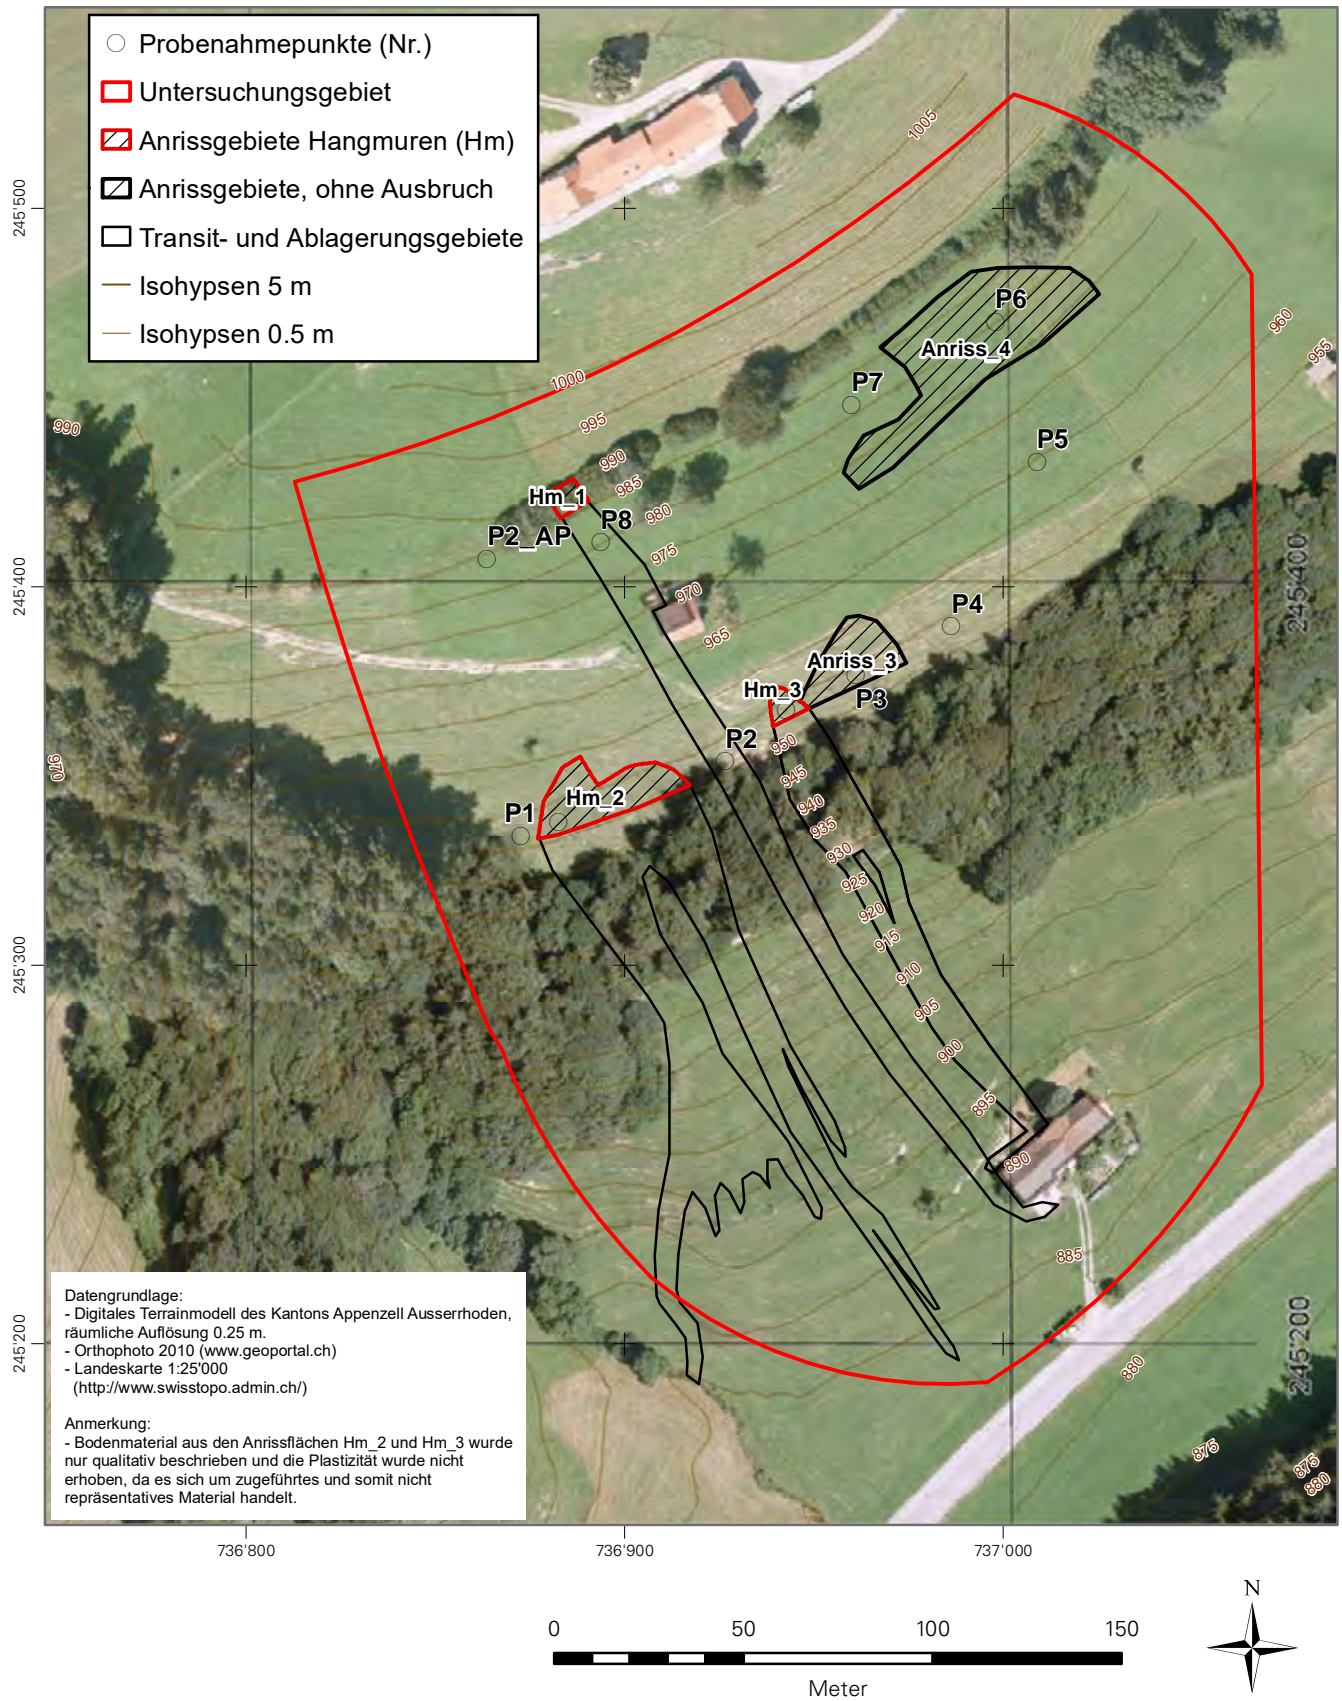 Probenahmepunkte (Nr.)
Untersuchungsgebiet
Anrissgebiete Hangmuren (Hm)
Anrissgebiete, ohne Ausbruch
Transit- und Ablagerungsgebiete
Isohypsen 5 m
Isohypsen 0.5 m
1005
245'500
P6
960
Anriss_4
955
1000
P7
995
990
P5
990
985
Hm_1
980
P8
P2_AP
975
245'400
245'400
970
P4
965
Anriss_3
Hm_3
P3
P2
950
970
945
Hm_2
940
P1
935
930
925
920
915
245'300
910
905
900
895
890
885
Datengrundlage:
- Digitales Terrainmodell des Kantons Appenzell Ausserrhoden,
räumliche Auflösung 0.25 m.
- Orthophoto 2010 (www.geoportal.ch)
- Landeskarte 1:25'000
(http://www.swisstopo.admin.ch/)
Anmerkung:
- Bodenmaterial aus den Anrissflächen Hm_2 und Hm_3 wurde
nur qualitativ beschrieben und die Plastizität wurde nicht
erhoben, da es sich um zugeführtes und somit nicht
repräsentatives Material handelt.
245'200
245'200
880
875
875
880
736'800
736'900
737'000
N
0 50 100 150
Meter